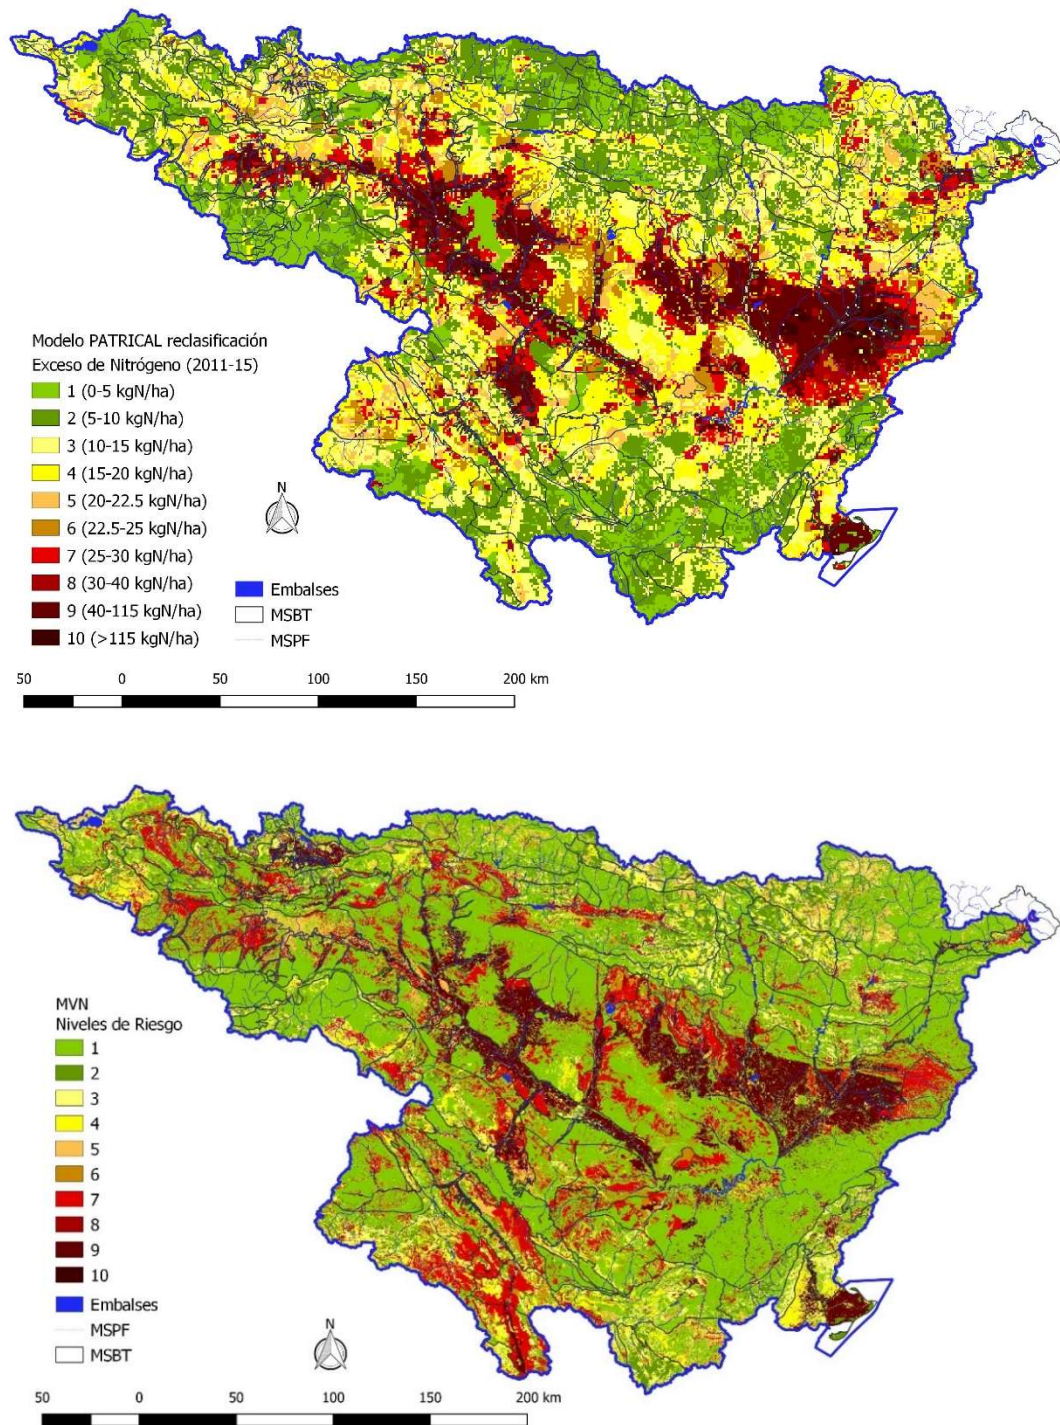 Modelo PATRICAL reclasificación
Exceso de Nitrógeno (2011-15)
1 (0-5 kgN/ha)
2 (5-10 kgN/ha)
3 (10-15 kgN/ha)
4 (15-20 kgN/ha)
5 (20-22.5 kgN/ha)
6 (22.5-25 kgN/ha)
7 (25-30 kgN/ha)
8 (30-40 kgN/ha)
9 (40-115 kgN/ha)
10 (>115 kgN/ha)
N
Embalses
MSBT
MSPF
50 0 50 100 150 200 km
MVN
Niveles de Riesgo
1
2
3
4
5
6
7
8
9
10
Embalses
MSPF
MSBT
N
50 0 50 100 150 200 km